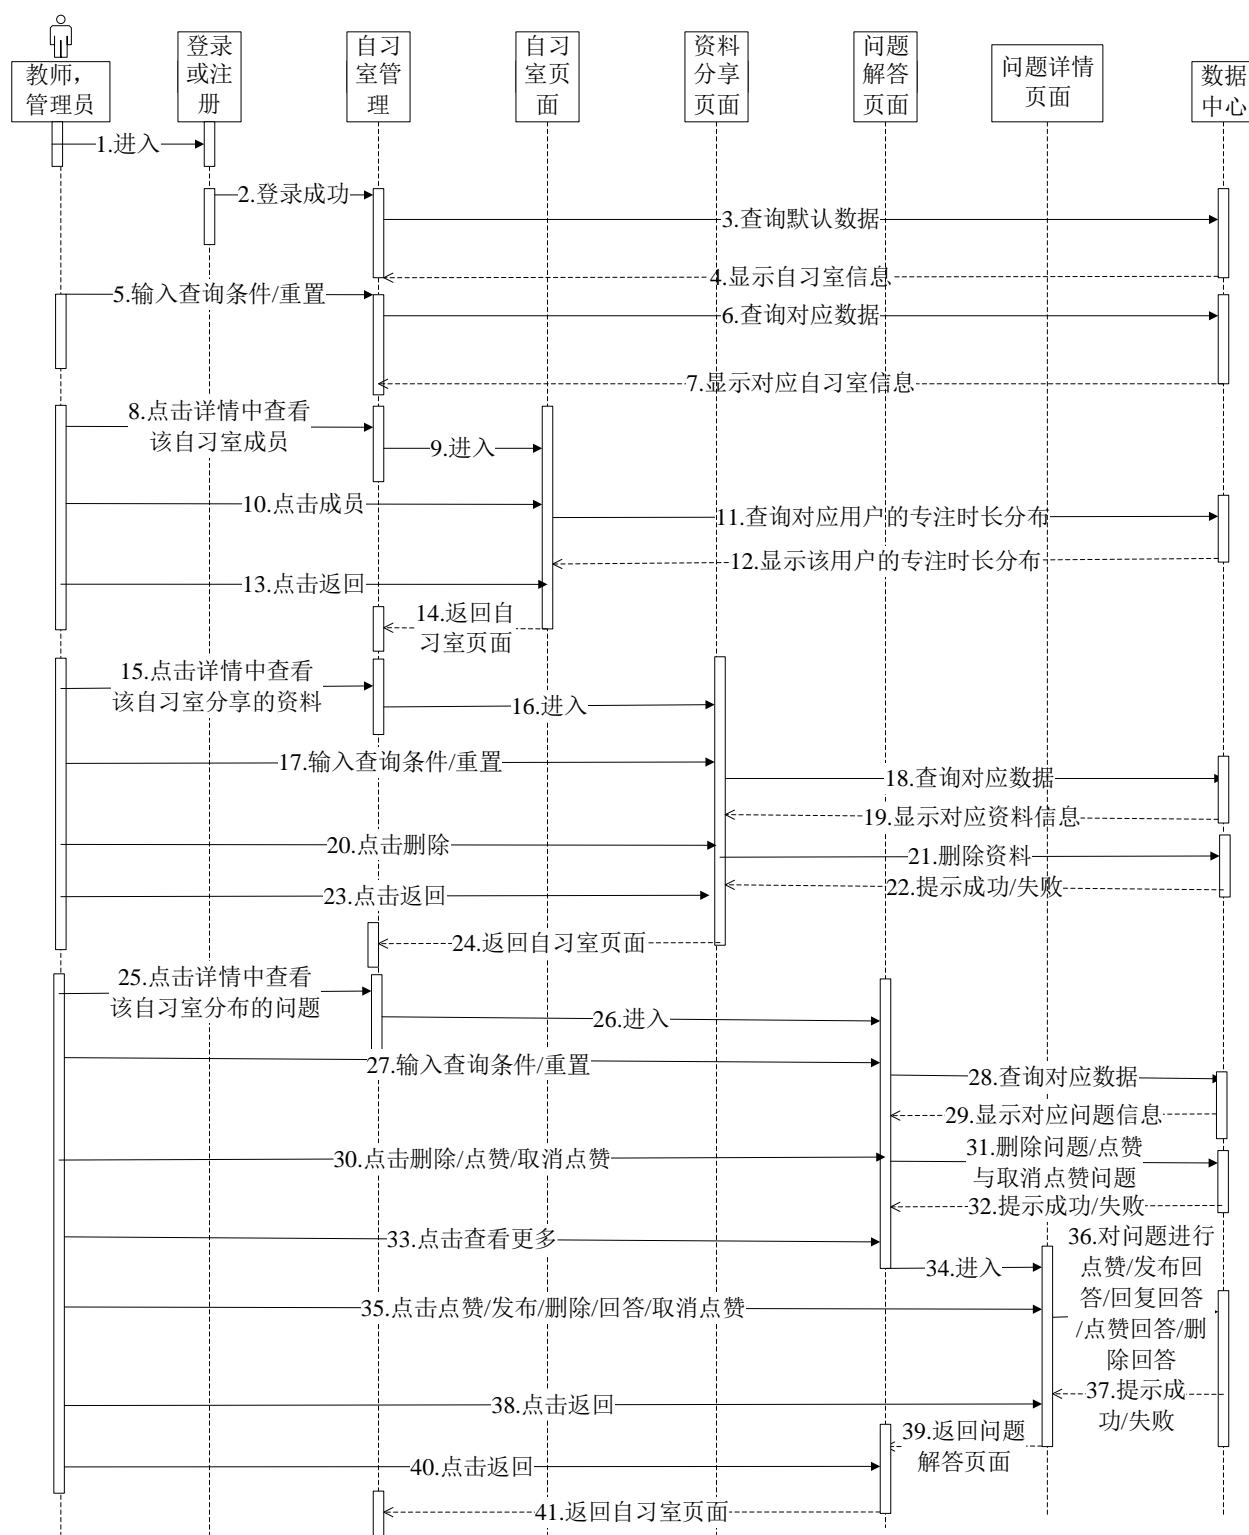 教师，
管理员
登录
或注
册
自习
室管
理
自习
室页
面
资料
分享
页面
问题
解答
页面
问题详情
页面
数据
中心
1.进入
2.登录成功
3.查询默认数据
4.显示自习室信息
5.输入查询条件/重置
6.查询对应数据
7.显示对应自习室信息
8.点击详情中查看
该自习室成员
9.进入
10.点击成员
11.查询对应用户的专注时长分布
12.显示该用户的专注时长分布
13.点击返回
14.返回自
习室页面
15.点击详情中查看
该自习室分享的资料
16.进入
17.输入查询条件/重置
18.查询对应数据
19.显示对应资料信息
20.点击删除
21.删除资料
22.提示成功/失败
23.点击返回
24.返回自习室页面
25.点击详情中查看
该自习室分布的问题
26.进入
27.输入查询条件/重置
28.查询对应数据
29.显示对应问题信息
30.点击删除/点赞/取消点赞
31.删除问题/点赞
与取消点赞问题
32.提示成功/失败
33.点击查看更多
34.进入
35.点击点赞/发布/删除/回答/取消点赞
36.对问题进行
点赞/发布回
答/回复回答
/点赞回答/删
除回答
37.提示成
功/失败
38.点击返回
39.返回问题
解答页面
40.点击返回
41.返回自习室页面